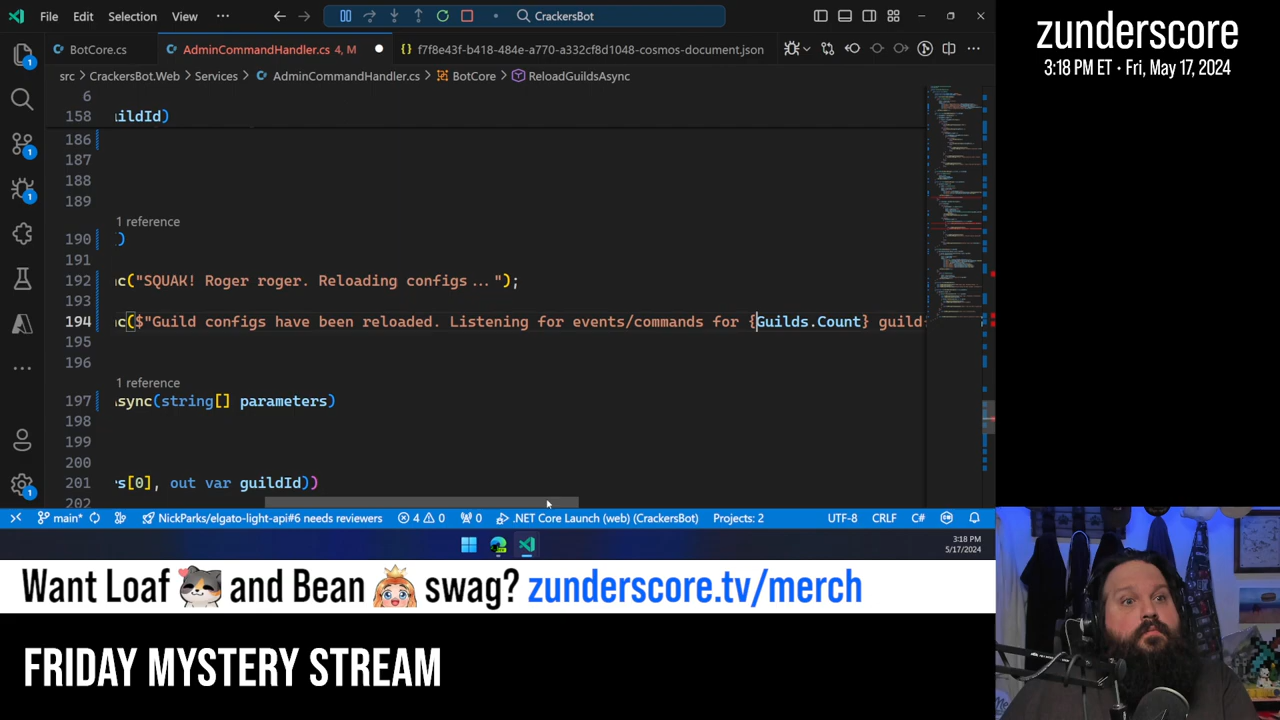 File Edit Selection View ··· CrackersBot
zunderscore
3:18 PM ET · Fri, May 17, 2024
BotCore.cs AdminCommandHandler.cs 4, M f7f8e43f-b418-484e-a770-a332cf8d1048-cosmos-document.json
src > CrackersBot.Web > Services > AdminCommandHandler.cs > BotCore > ReloadGuildsAsync
6
158 uildId)
186
187
188
189
1 reference
190 )
191
192 nc("SQUAK! Roger roger. Reloading configs...");
193
194 nc($"Guild configs have been reloaded. Listening for events/commands for {Guilds.Count} guild
195
196
1 reference
197 Async(string[] parameters)
198
199
200
201 rs[0], out var guildId))
202
main* NickParks/elgato-light-api#6 needs reviewers 4 0 0 .NET Core Launch (web) (CrackersBot) Projects: 2 UTF-8 CRLF C#
3:18 PM
5/17/2024
Want Loaf and Bean swag? zunderscore.tv/merch
FRIDAY MYSTERY STREAM